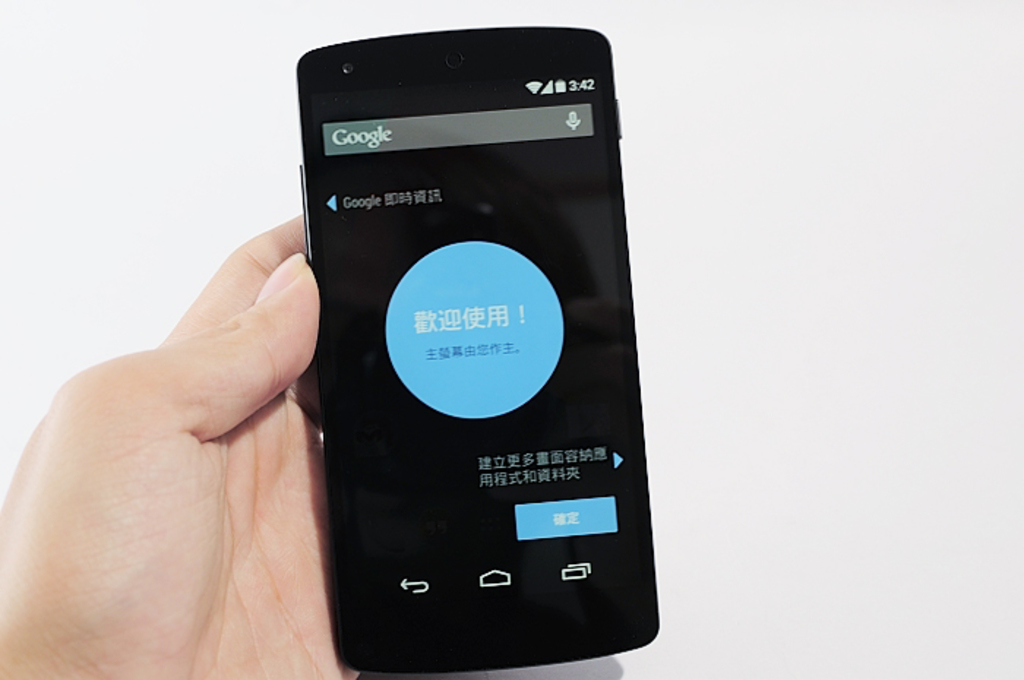 3:42
Google
Google 即時資訊
歡迎使用！
主螢幕由您作主。
建立更多畫面容納應
用程式和資料夾
確定